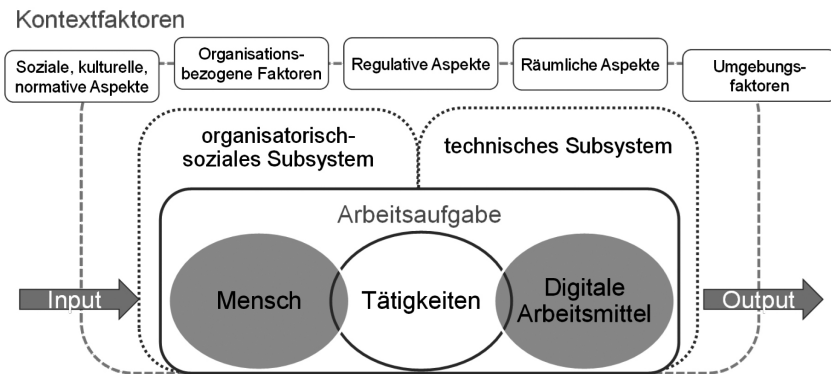 Kontextfaktoren
Soziale, kulturelle,
normative Aspekte
Organisations-
bezogene Faktoren
Regulative Aspekte
Räumliche Aspekte
Umgebungs-
faktoren
organisatorisch-
soziales Subsystem
technisches Subsystem
Arbeitsaufgabe
Input
Mensch
Tätigkeiten
Digitale
Arbeitsmittel
Output